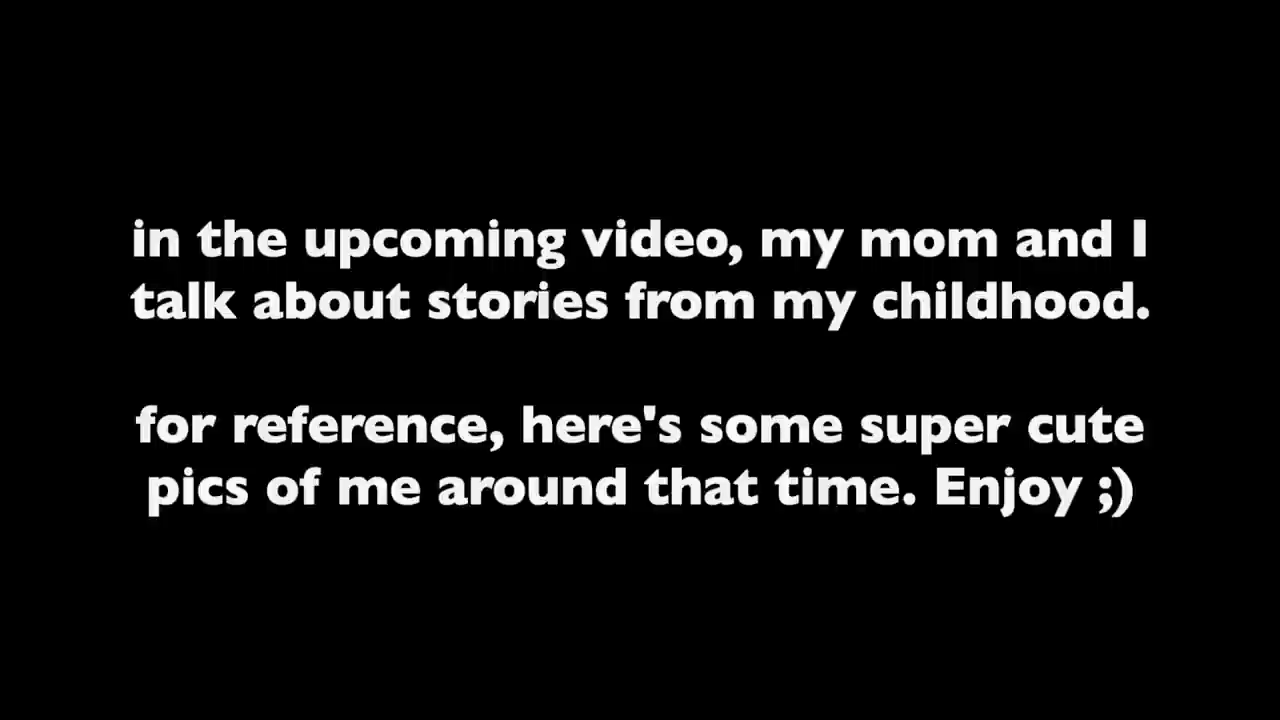 in the upcoming video, my mom and I
talk about stories from my childhood.
for reference, here's some super cute
pics of me around that time. Enjoy ;)